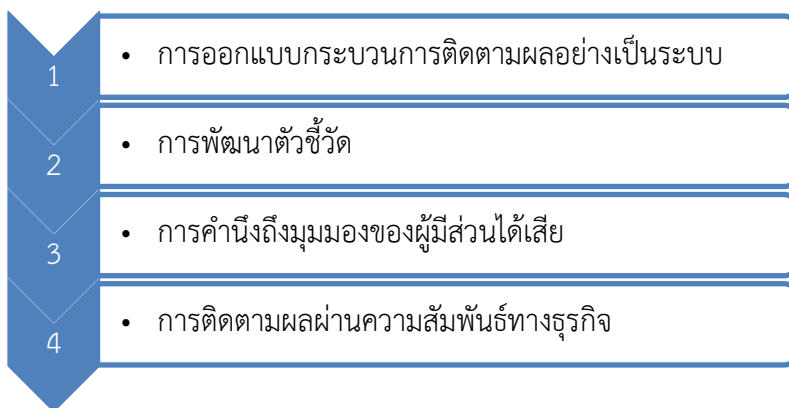 1
• การออกแบบกระบวนการติดตามผลอย่างเป็นระบบ
2
• การพัฒนาตัวชี้วัด
3
• การคำนึงถึงมุมมองของผู้มีส่วนได้เสีย
4
• การติดตามผลผ่านความสัมพันธ์ทางธุรกิจ